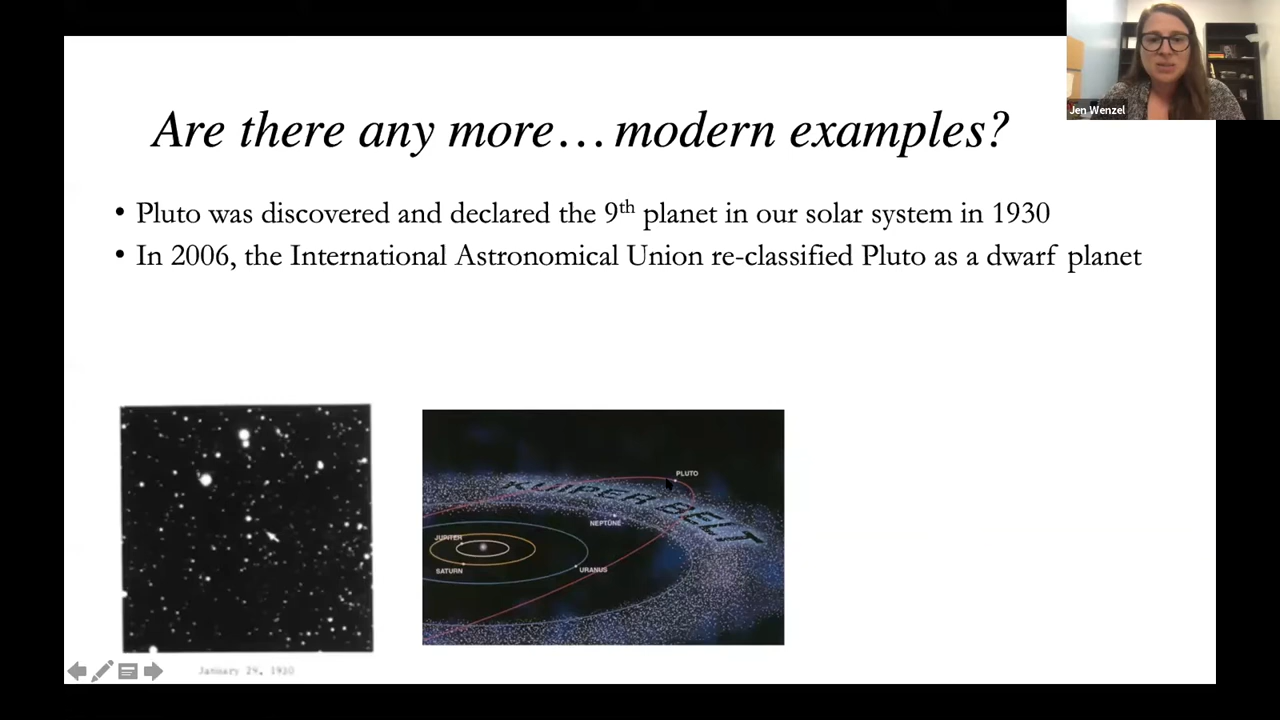 Jen Wenzel
Are there any more… modern examples?
• Pluto was discovered and declared the 9th planet in our solar system in 1930
• In 2006, the International Astronomical Union re-classified Pluto as a dwarf planet
PLUTO
KUIPER BELT
NEPTUNE
JUPITER
SATURN
URANUS
January 29, 1930